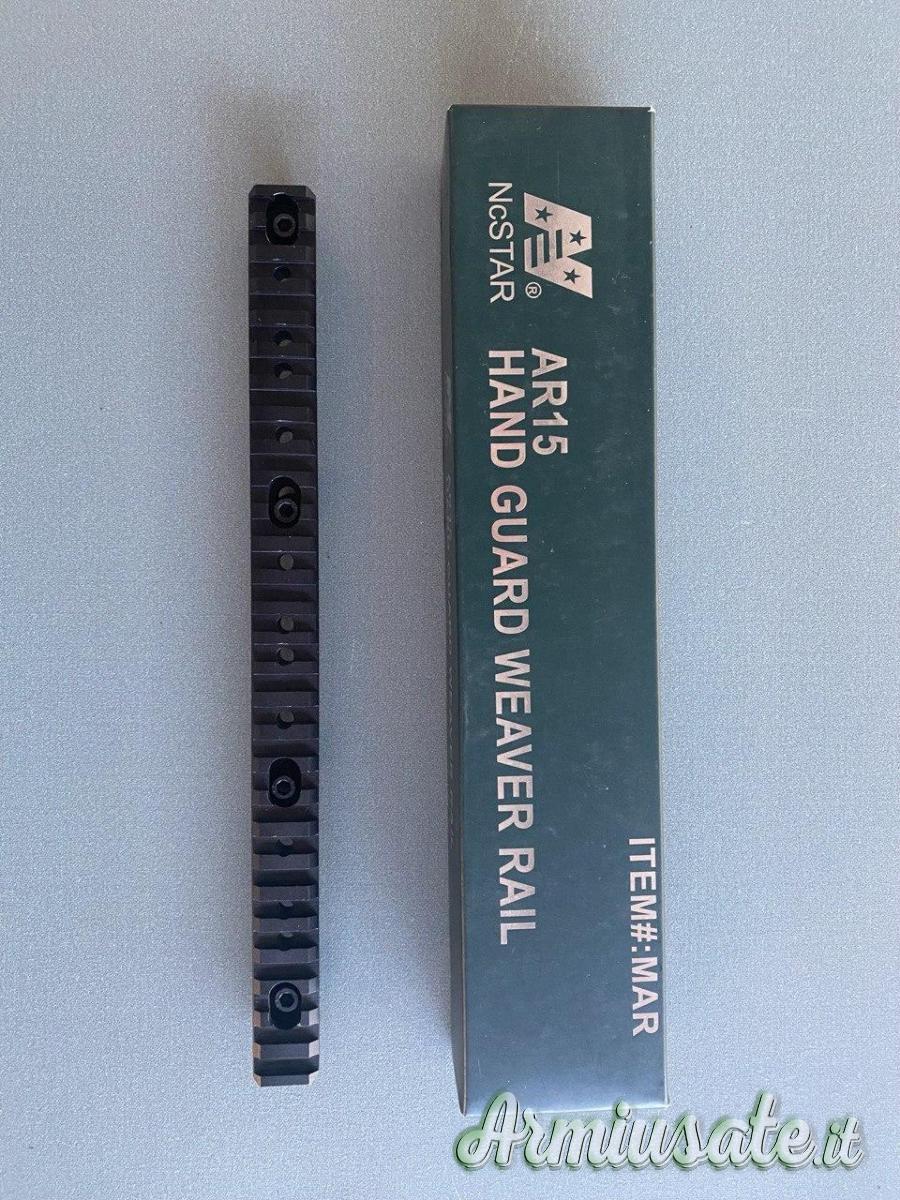 NcSTAR ®
AR15
HAND GUARD WEAVER RAIL
ITEM#:MAR
Armiusate.it